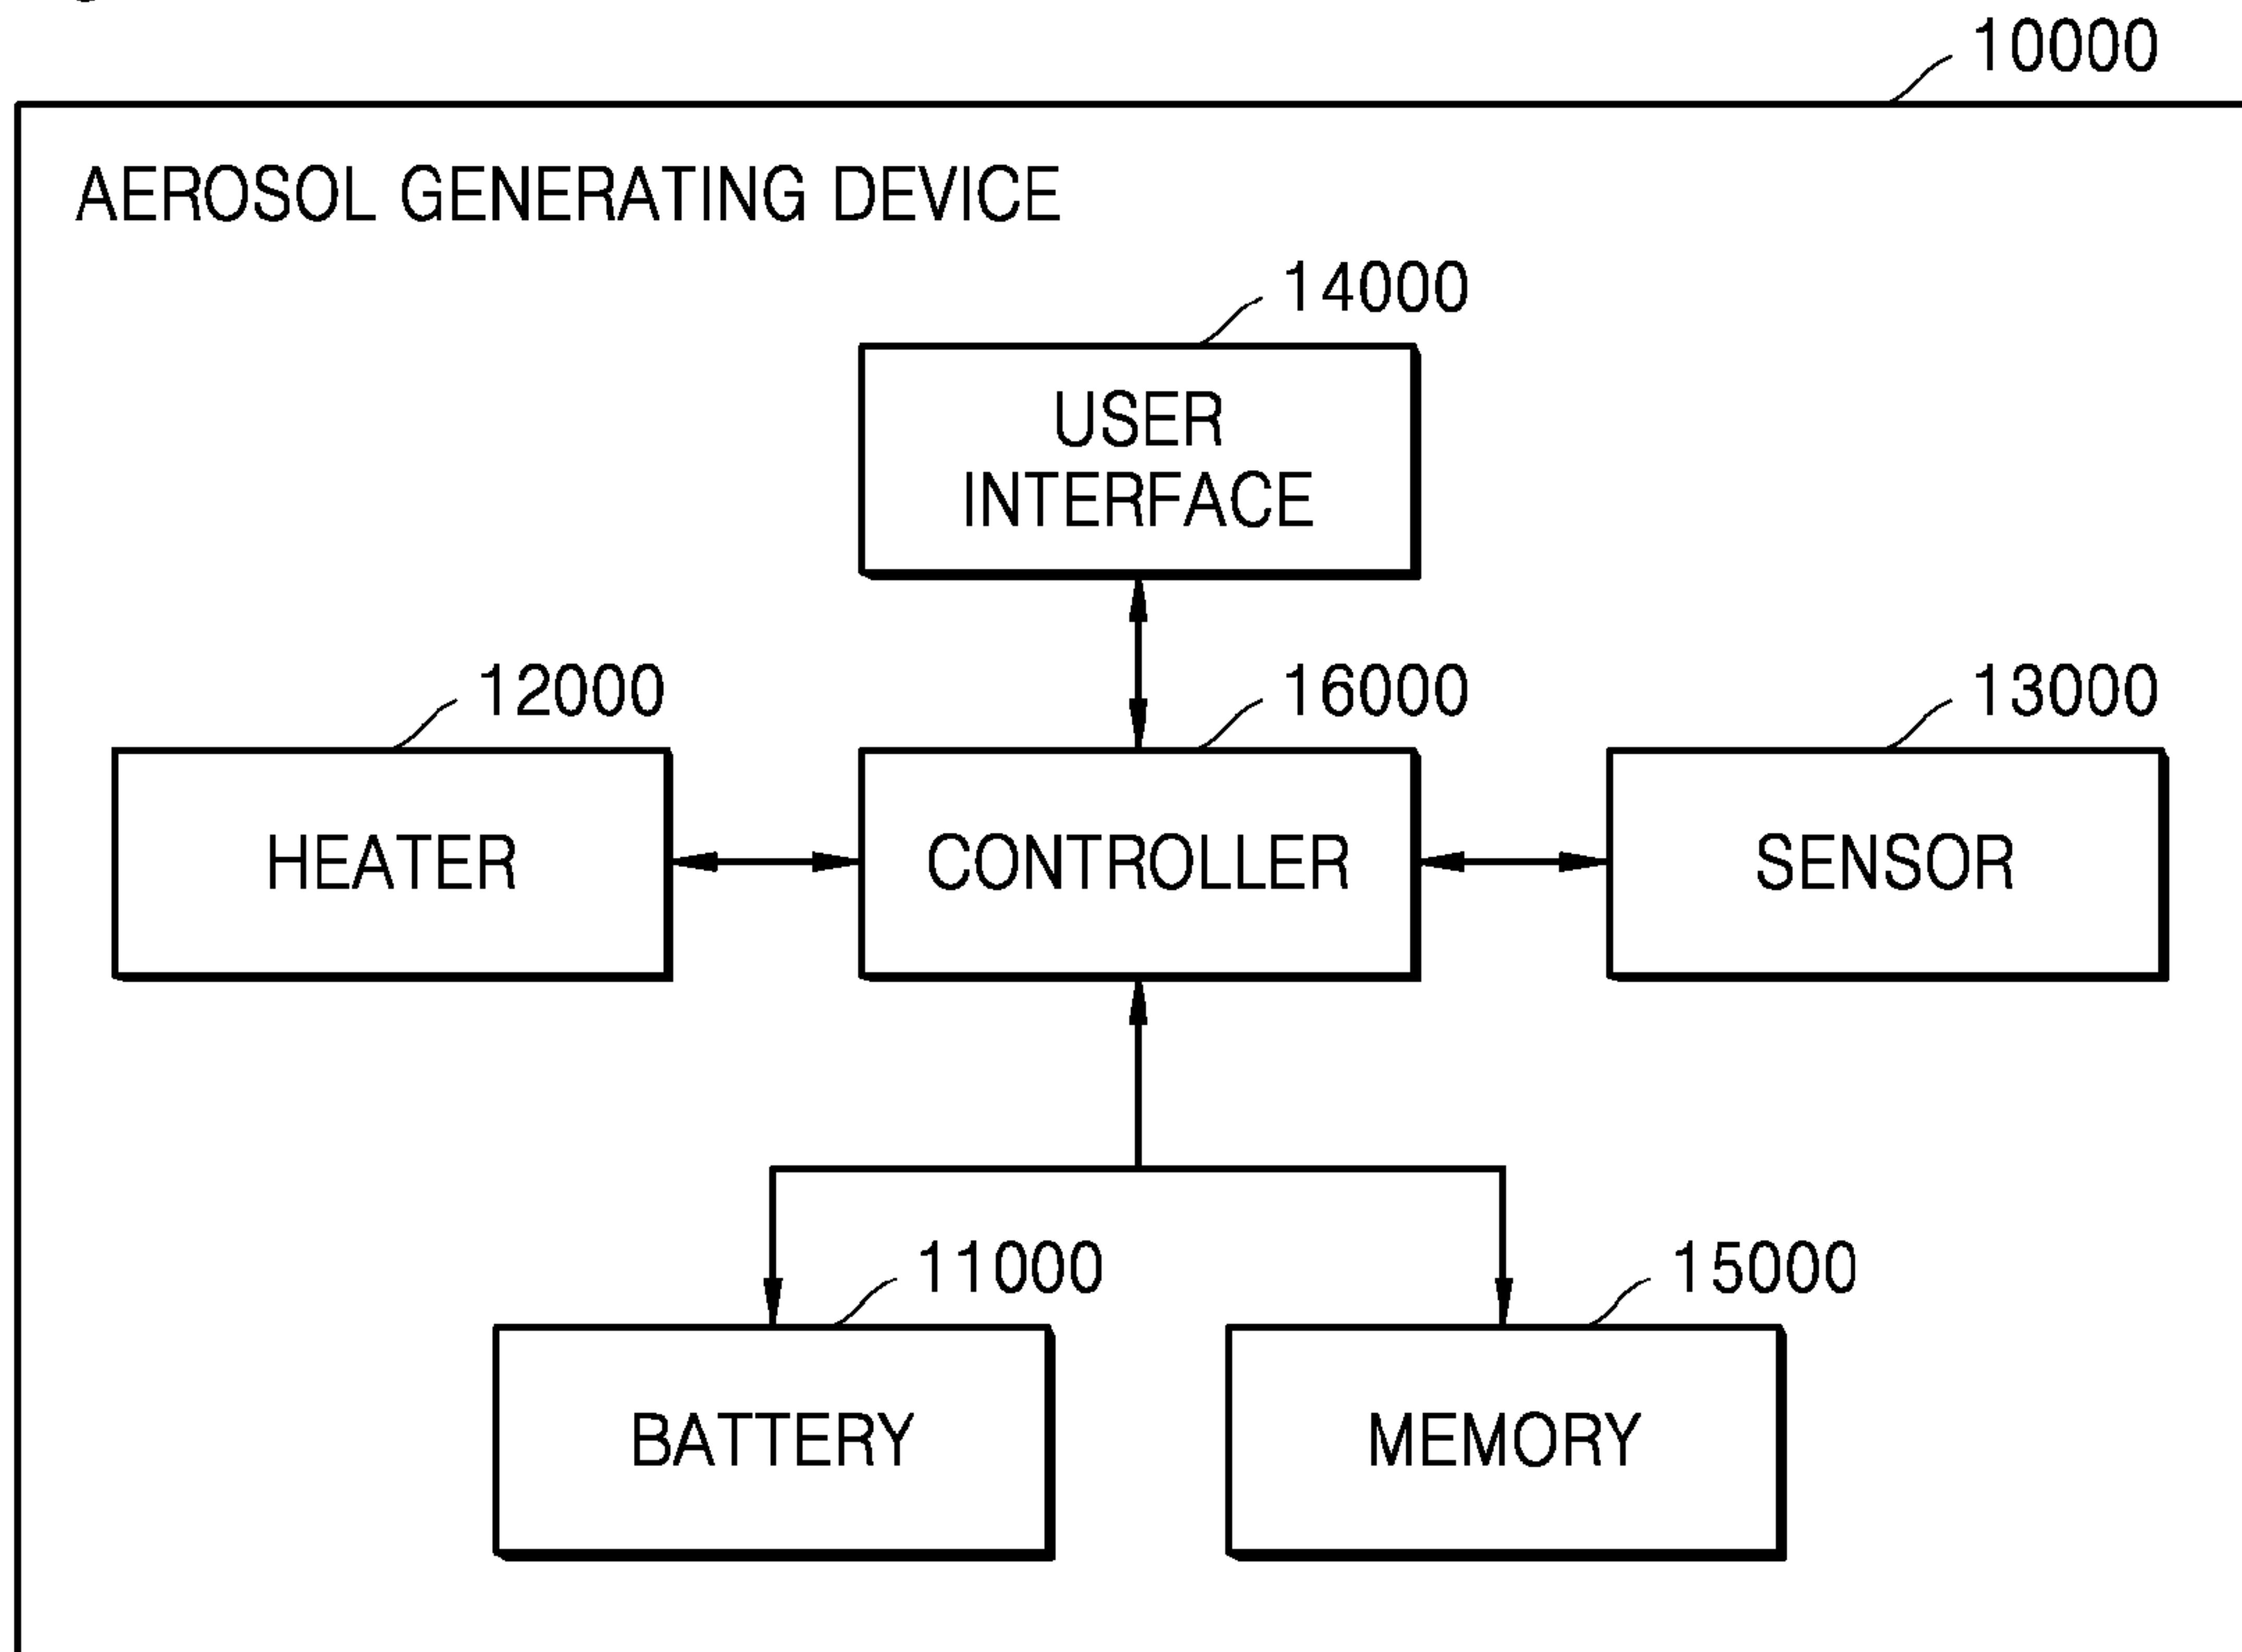 10000
AEROSOL GENERATING DEVICE
14000
USER
INTERFACE
12000
16000
13000
HEATER
CONTROLLER
SENSOR
11000
15000
BATTERY
MEMORY